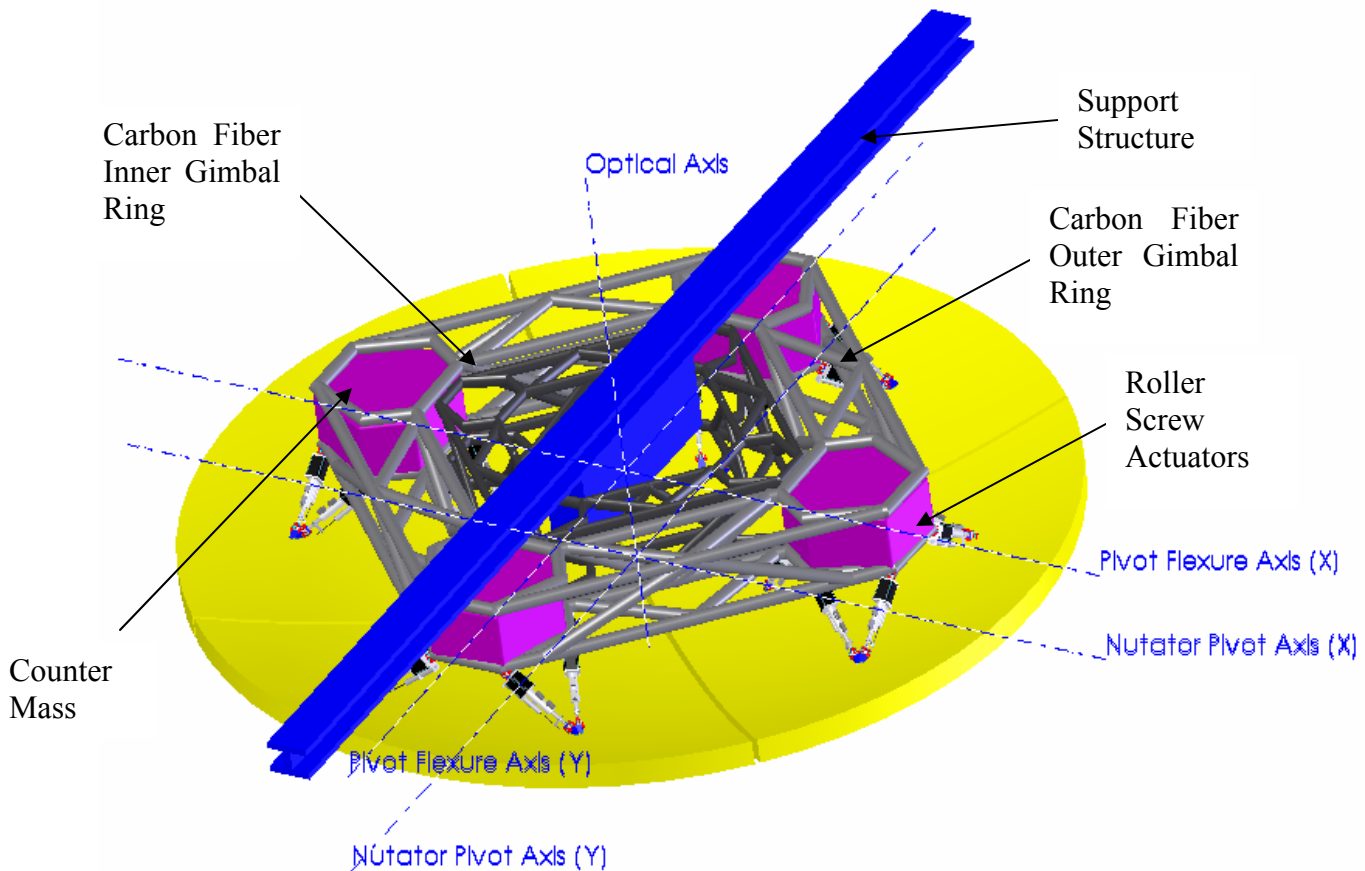 Support
Structure
Carbon Fiber
Inner Gimbal
Ring
Optical Axis
Carbon Fiber
Outer Gimbal
Ring
Roller
Screw
Actuators
Pivot Flexure Axis (X)
Nutator Pivot Axis (X)
Counter
Mass
Pivot Flexure Axis (Y)
Nutator Pivot Axis (Y)